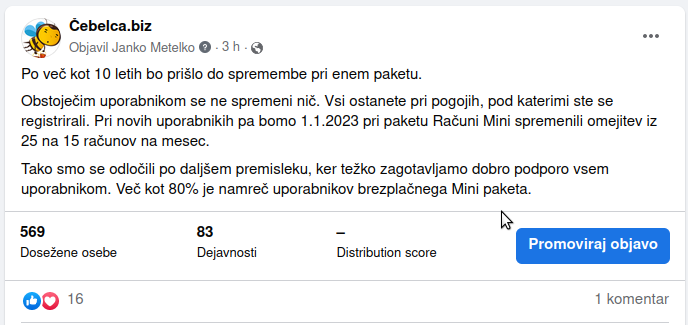 Čebelca.biz
Objavil Janko Metelko ? · 3 h ·
Po več kot 10 letih bo prišlo do spremembe pri enem paketu.
Obstoječim uporabnikom se ne spremeni nič. Vsi ostanete pri pogojih, pod katerimi ste se
registrirali. Pri novih uporabnikih pa bomo 1.1.2023 pri paketu Računi Mini spremenili omejitev iz
25 na 15 računov na mesec.
Tako smo se odločili po daljšem premisleku, ker težko zagotavljamo dobro podporo vsem
uporabnikom. Več kot 80% je namreč uporabnikov brezplačnega Mini paketa.
569 83 –
Dosežene osebe Dejavnosti Distribution score
Promoviraj objavo
16 1 komentar